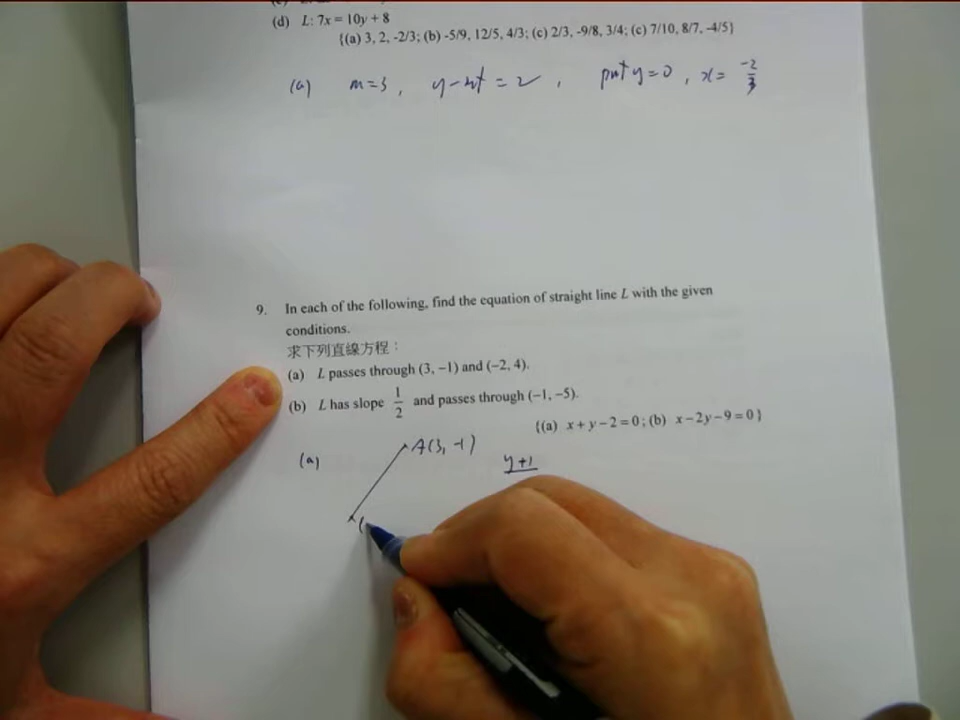 (d) L: 7x = 10y + 8
{(a) 3, 2, -2/3; (b) -5/9, 12/5, 4/3; (c) 2/3, -9/8, 3/4; (c) 7/10, 8/7, -4/5}
(a) m=3, y-int = 2, put y=0, x= -2/3
9. In each of the following, find the equation of straight line L with the given
conditions.
求下列直線方程：
(a) L passes through (3, −1) and (−2, 4).
(b) L has slope 1/2 and passes through (−1, −5).
{(a) x + y − 2 = 0 ; (b) x − 2y − 9 = 0 }
(a) A(3, -1)
y+1
(